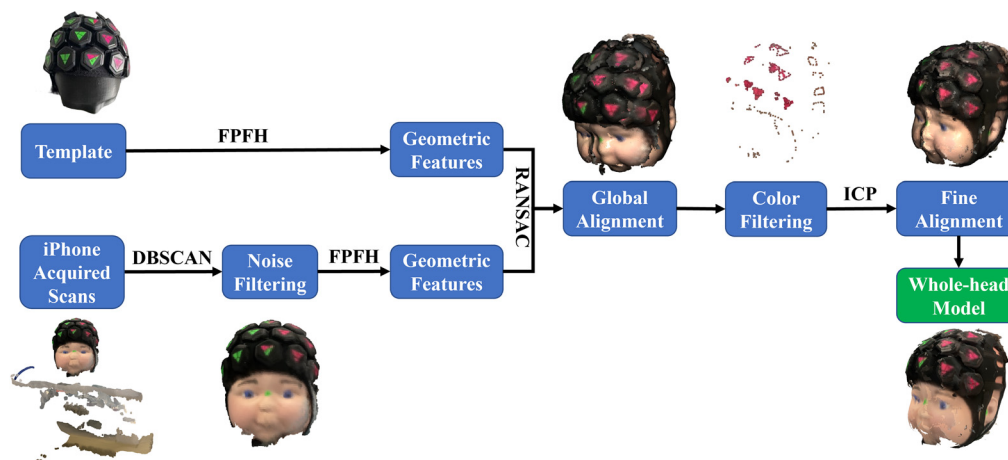 FPFH
Template
Geometric
Features
RANSAC
Global
Alignment
Color
Filtering
ICP
Fine
Alignment
iPhone
Acquired
Scans
DBSCAN
Noise
Filtering
FPFH
Geometric
Features
Whole-head
Model